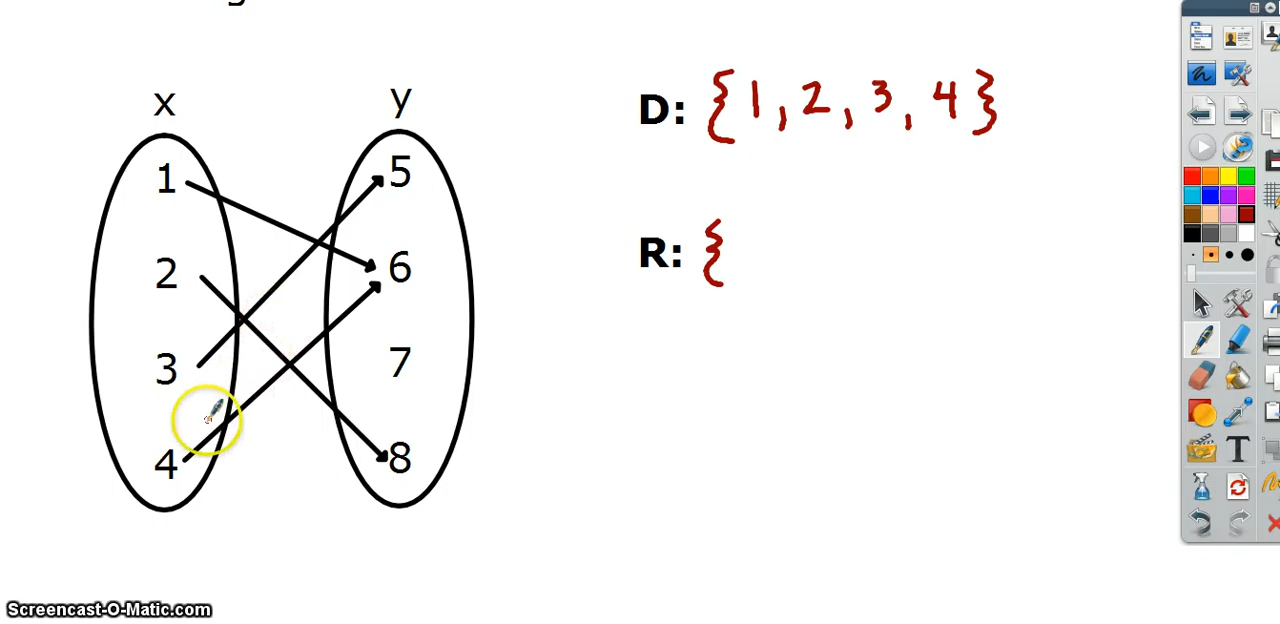 x y
D: {1, 2, 3, 4}
1 5
2 6
R: {
3 7
4 8
T
Screencast-O-Matic.com